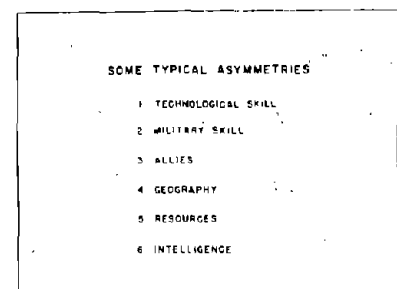 SOME TYPICAL ASYMMETRIES
1 TECHNOLOGICAL SKILL
2 MILITARY SKILL
3 ALLIES
4 GEOGRAPHY
5 RESOURCES
6 INTELLIGENCE